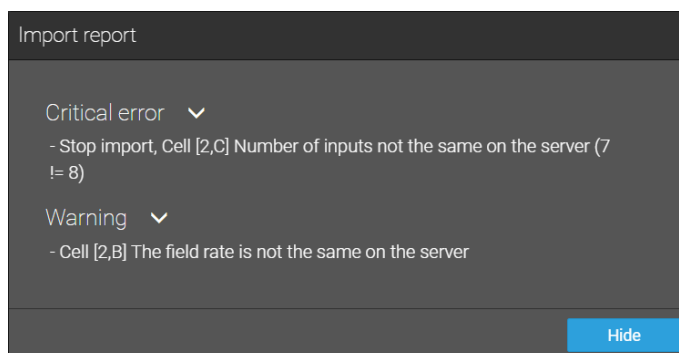 Import report
Critical error
- Stop import, Cell [2,C] Number of inputs not the same on the server (7
!= 8)
Warning
- Cell [2,B] The field rate is not the same on the server
Hide